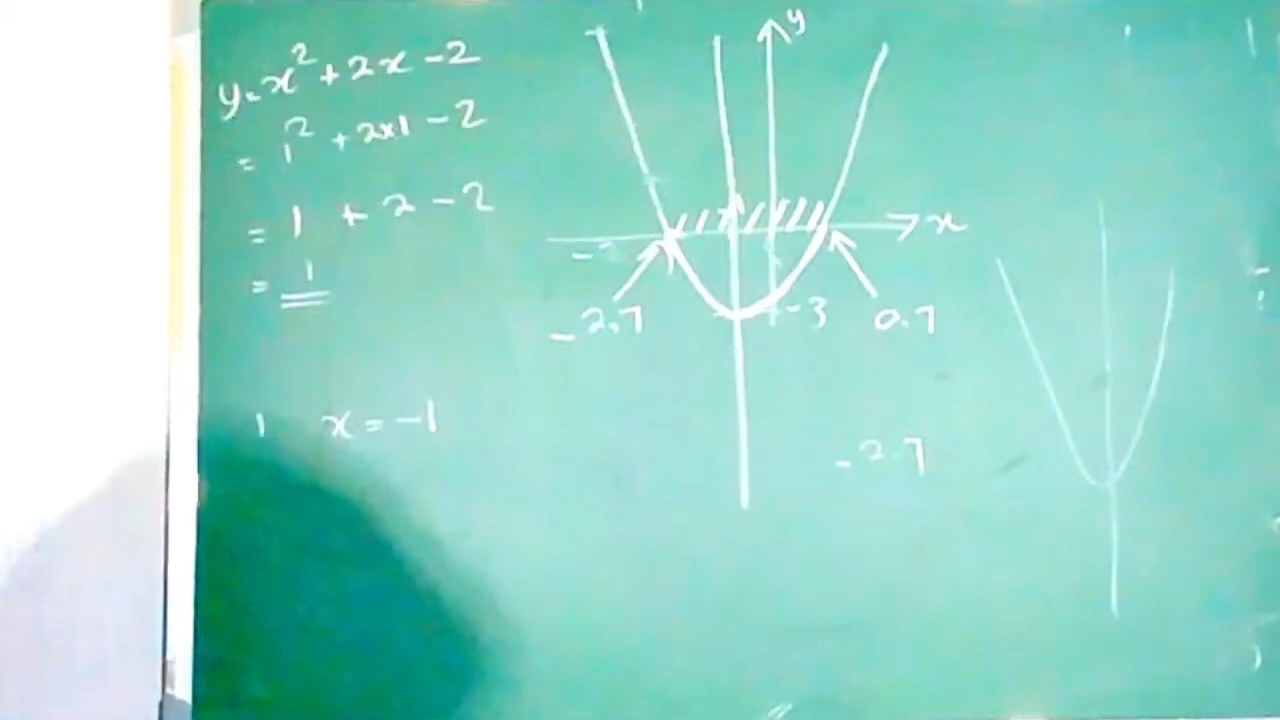 y = x² + 2x - 2
= 1² + 2x1 - 2
= 1 + 2 - 2
= 1
1 x = -1
y
x
-2.7
-3
0.7
-2.7